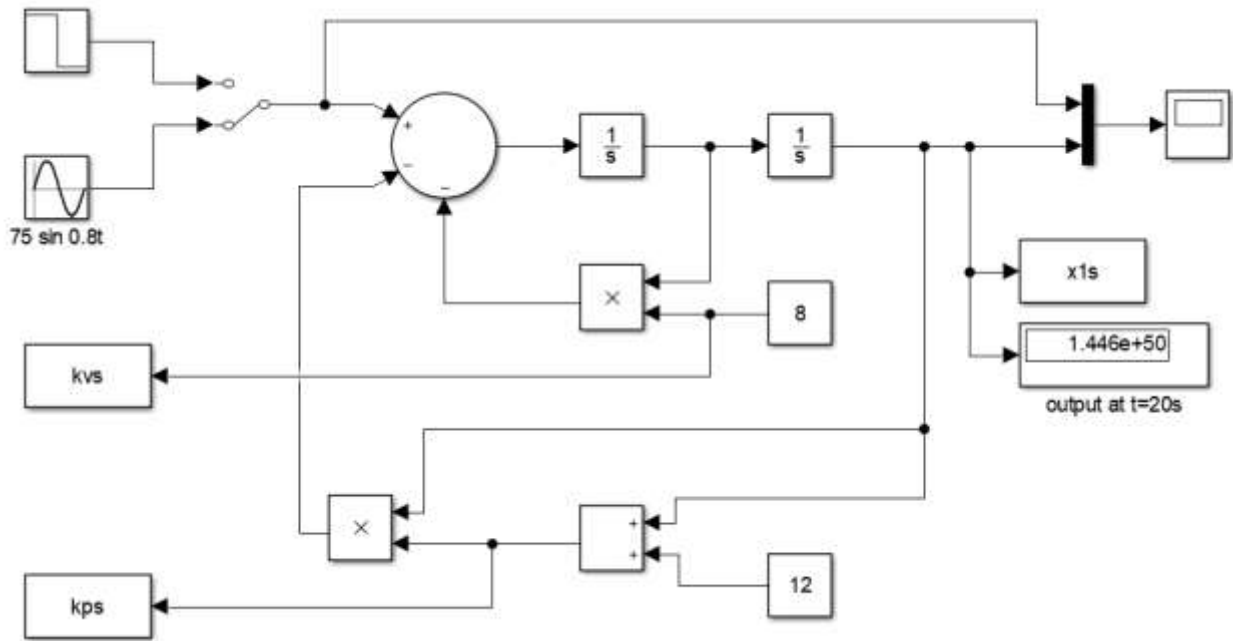 +
−
−
1
s
1
s
75 sin 0.8t
×
8
x1s
1.446e+50
output at t=20s
kvs
×
+
+
12
kps